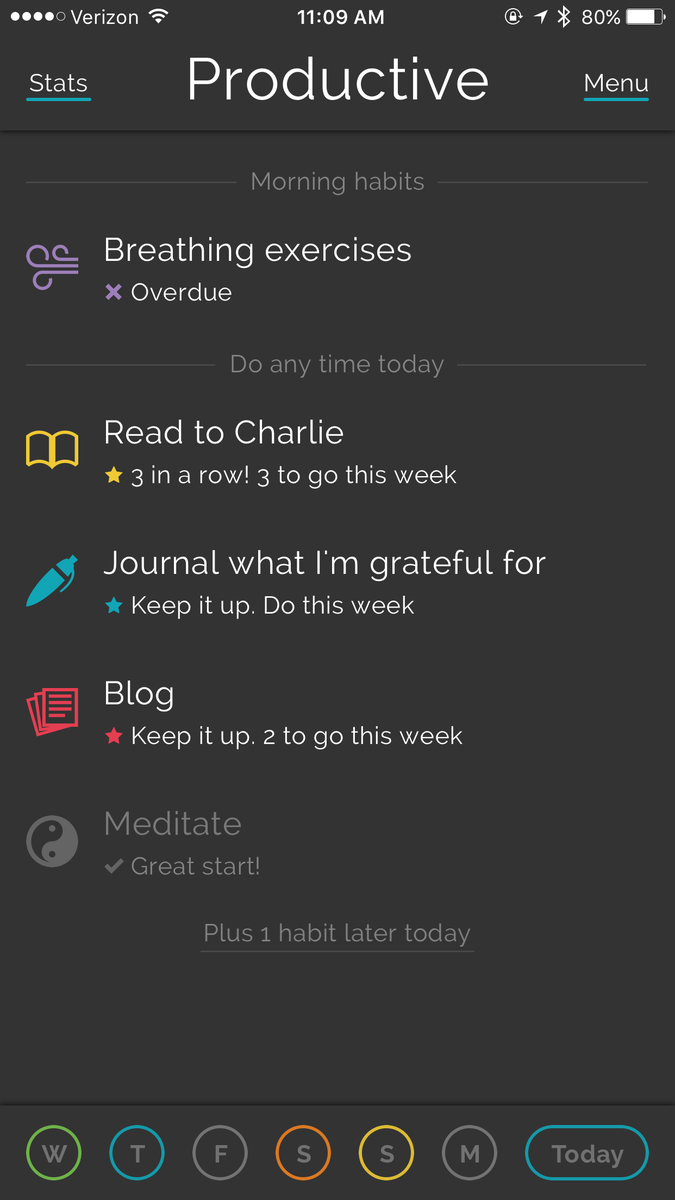 Verizon 11:09 AM 80%
Stats Productive Menu
Morning habits
Breathing exercises
Overdue
Do any time today
Read to Charlie
3 in a row! 3 to go this week
Journal what I'm grateful for
Keep it up. Do this week
Blog
Keep it up. 2 to go this week
Meditate
Great start!
Plus 1 habit later today
W T F S S M Today